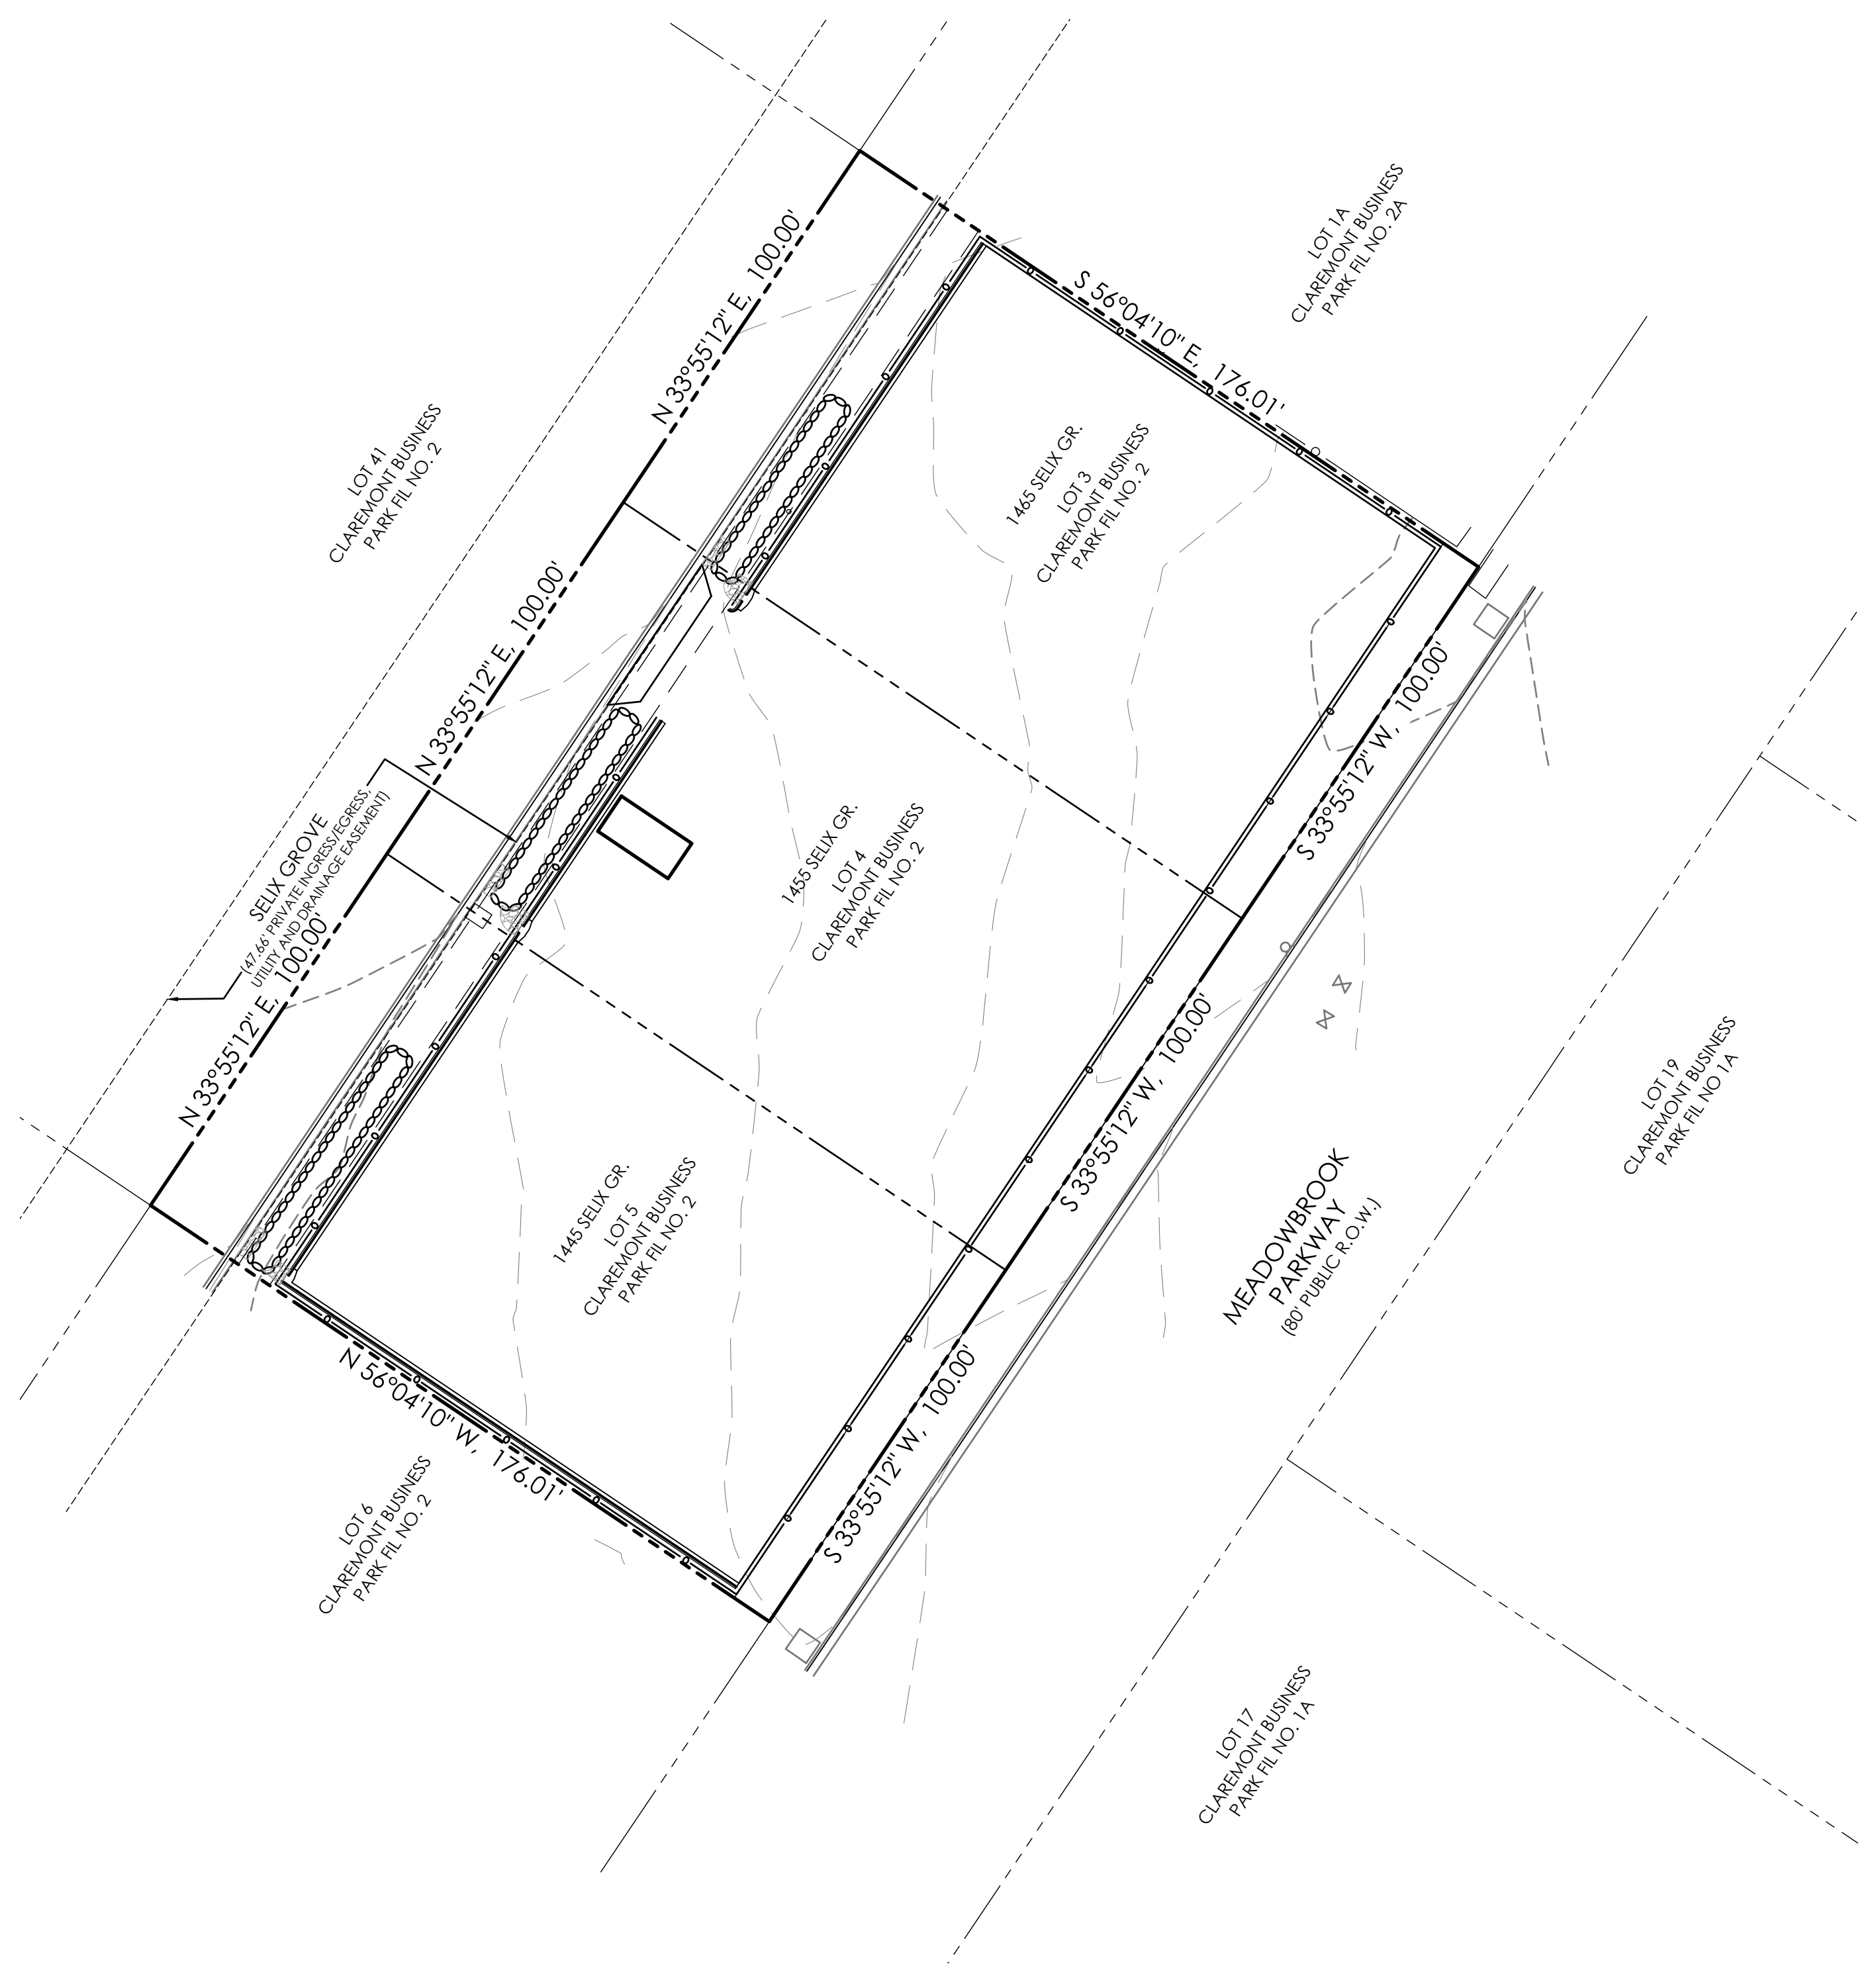 LOT 1A
CLAREMONT BUSINESS
PARK FIL NO. 2A
N 33°55'12" E, 100.00'
S 56°04'10" E, 176.01'
LOT 41
CLAREMONT BUSINESS
PARK FIL NO. 2
1465 SELIX GR.
LOT 3
CLAREMONT BUSINESS
PARK FIL NO. 2
N 33°55'12" E, 100.00'
S 33°55'12" W, 100.00'
SELIX GROVE
(47.66' PRIVATE INGRESS/EGRESS,
UTILITY AND DRAINAGE EASEMENT)
1455 SELIX GR.
LOT 4
CLAREMONT BUSINESS
PARK FIL NO. 2
N 33°55'12" E, 100.00'
S 33°55'12" W, 100.00'
LOT 19
CLAREMONT BUSINESS
PARK FIL NO 1A
1445 SELIX GR.
LOT 5
CLAREMONT BUSINESS
PARK FIL NO. 2
MEADOWBROOK
PARKWAY
(80' PUBLIC R.O.W.)
N 56°04'10" W, 176.01'
S 33°55'12" W, 100.00'
LOT 6
CLAREMONT BUSINESS
PARK FIL NO. 2
LOT 17
CLAREMONT BUSINESS
PARK FIL NO. 1A